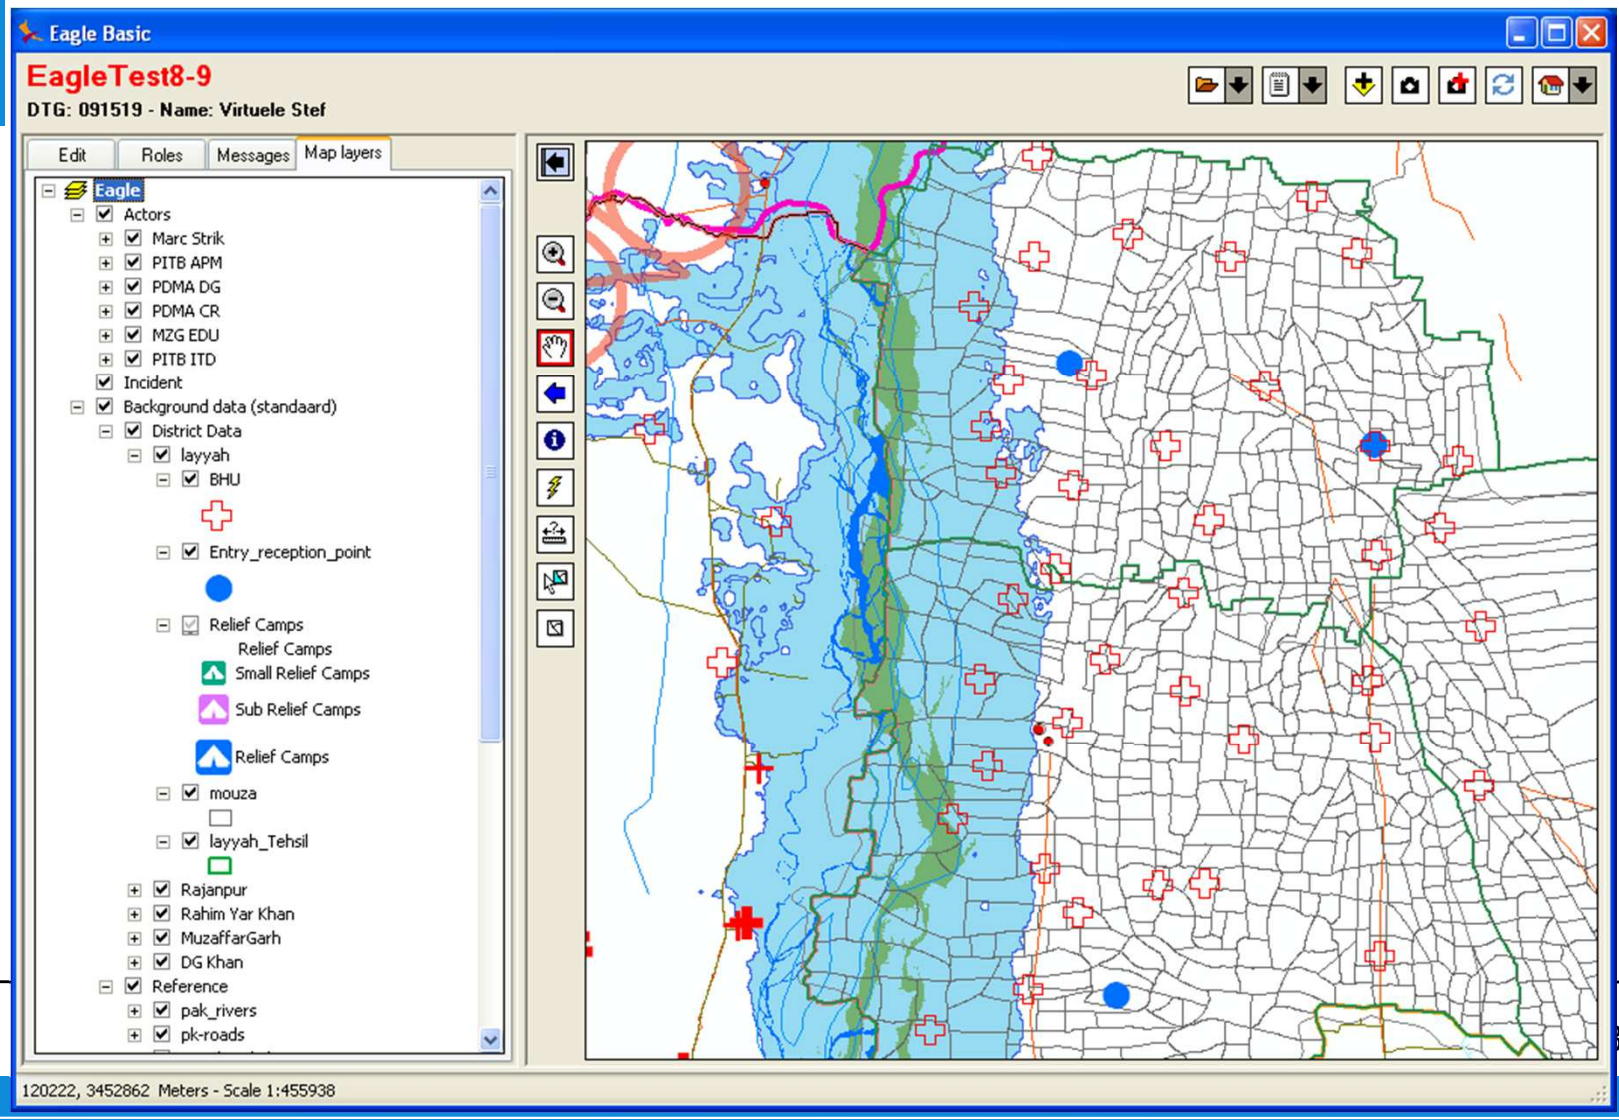 Eagle Basic
EagleTest8-9
DTG: 091519 - Name: Virtuele Stef
Edit
Roles
Messages
Map layers
Eagle
Actors
Marc Strik
PITB APM
PDMA DG
PDMA CR
MZG EDU
PITB ITD
Incident
Background data (standaard)
District Data
layyah
BHU
Entry_reception_point
Relief Camps
Relief Camps
Small Relief Camps
Sub Relief Camps
Relief Camps
mouza
layyah_Tehsil
Rajanpur
Rahim Yar Khan
MuzaffarGarh
DG Khan
Reference
pak_rivers
pk-roads
120222, 3452862 Meters - Scale 1:455938